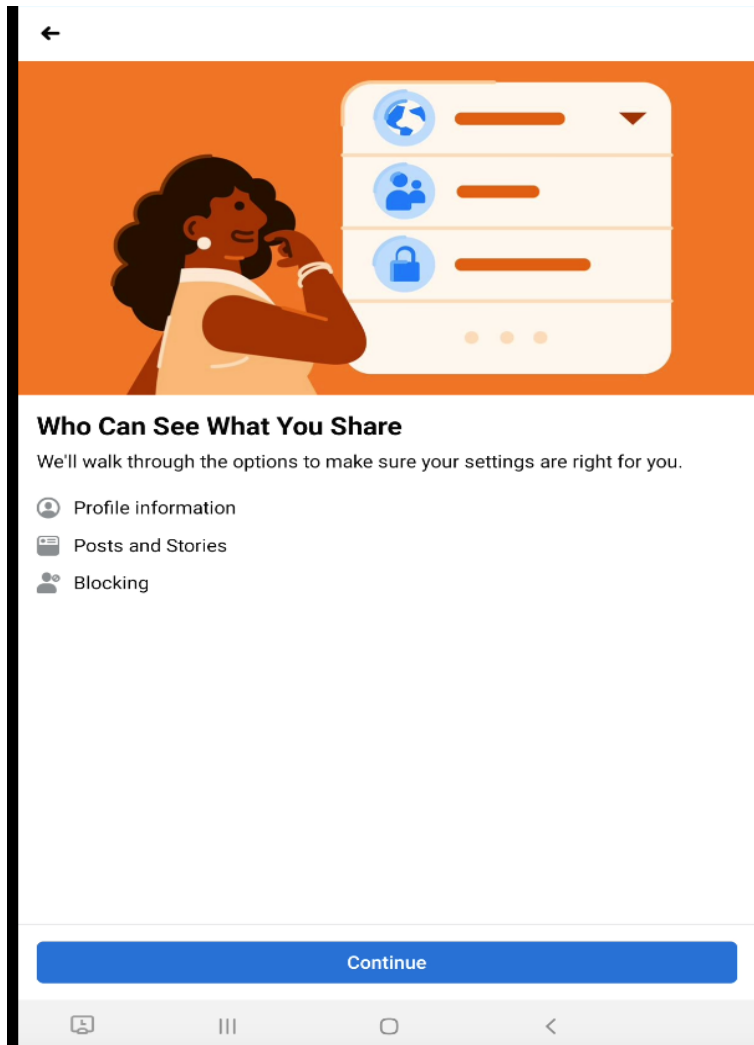 Who Can See What You Share
We'll walk through the options to make sure your settings are right for you.
Profile information
Posts and Stories
Blocking
Continue